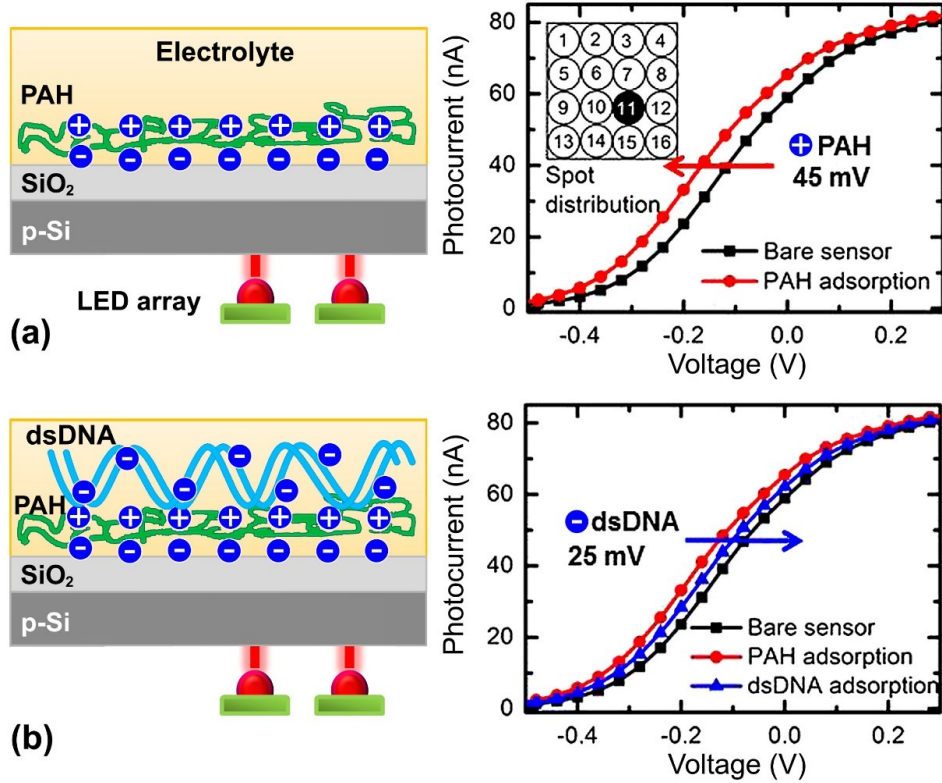 Electrolyte
PAH
+ + + + + + +
− − − − − − −
SiO₂
p-Si
LED array
(a)
Photocurrent (nA)
80
60
40
20
0
1 2 3 4
5 6 7 8
9 10 11 12
13 14 15 16
Spot
distribution
+ PAH
45 mV
Bare sensor
PAH adsorption
-0.4 -0.2 0.0 0.2
Voltage (V)
dsDNA
− − −
− − − −
PAH
+ + + + + + +
− − − − − − −
SiO₂
p-Si
(b)
Photocurrent (nA)
80
60
40
20
0
− dsDNA
25 mV
Bare sensor
PAH adsorption
dsDNA adsorption
-0.4 -0.2 0.0 0.2
Voltage (V)